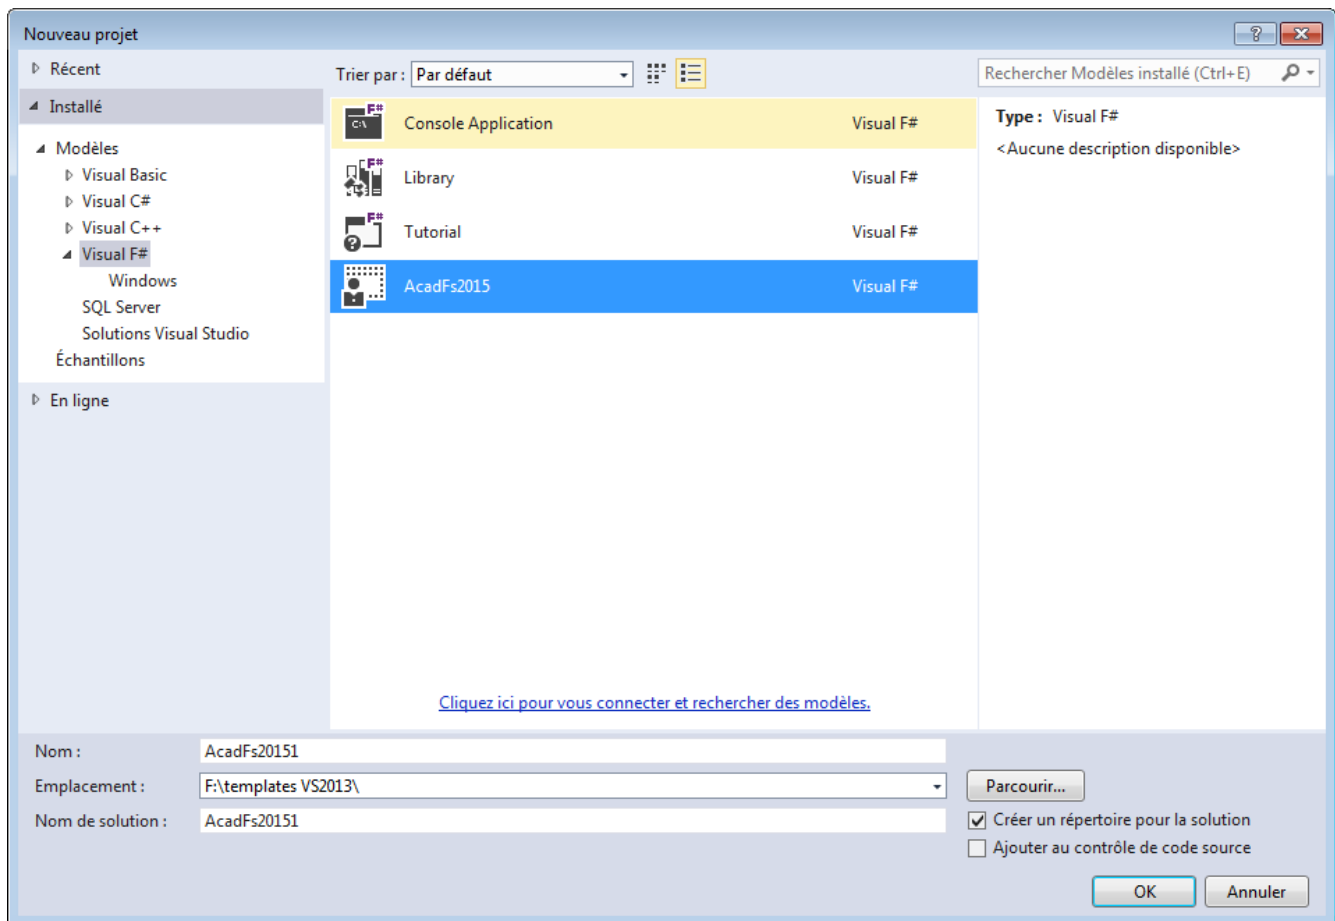 Nouveau projet
Récent
Installé
Modèles
Visual Basic
Visual C#
Visual C++
Visual F#
Windows
SQL Server
Solutions Visual Studio
Échantillons
En ligne
Trier par : Par défaut
Console Application Visual F#
Library Visual F#
Tutorial Visual F#
AcadFs2015 Visual F#
Cliquez ici pour vous connecter et rechercher des modèles.
Rechercher Modèles installé (Ctrl+E)
Type : Visual F#
<Aucune description disponible>
Nom : AcadFs20151
Emplacement : F:\templates VS2013\ Parcourir...
Nom de solution : AcadFs20151
Créer un répertoire pour la solution
Ajouter au contrôle de code source
OK Annuler